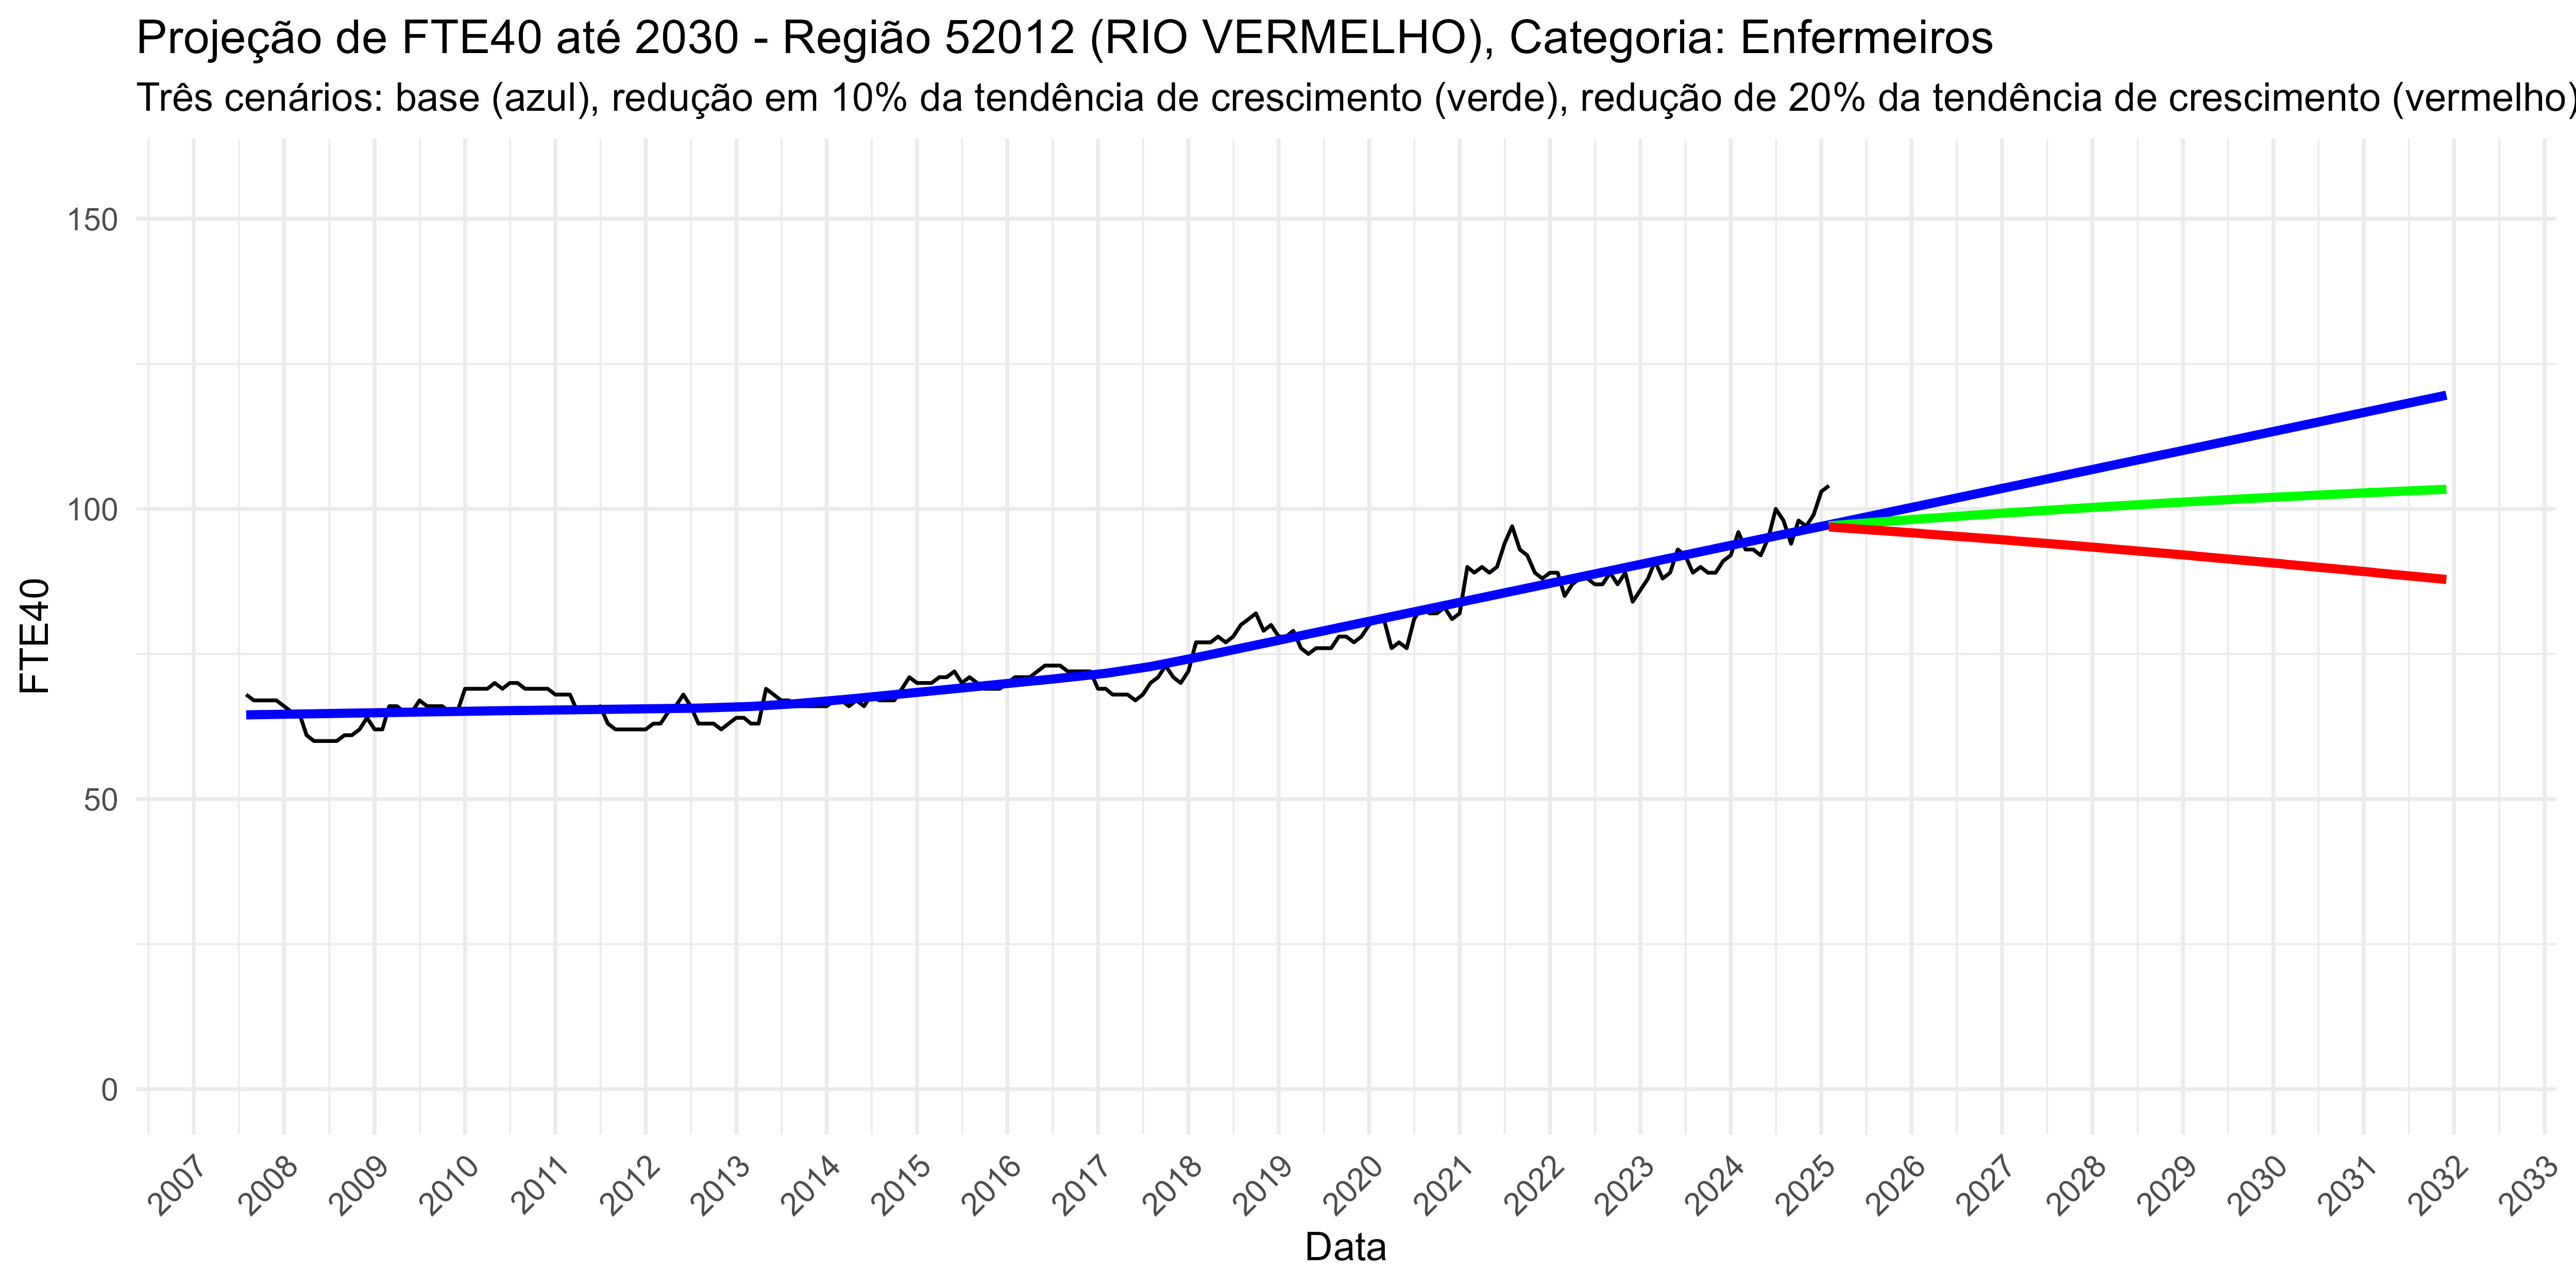 Projeção de FTE40 até 2030 - Região 52012 (RIO VERMELHO), Categoria: Enfermeiros
Três cenários: base (azul), redução em 10% da tendência de crescimento (verde), redução de 20% da tendência de crescimento (vermelho)
150
100
50
0
FTE40
2007 2008 2009 2010 2011 2012 2013 2014 2015 2016 2017 2018 2019 2020 2021 2022 2023 2024 2025 2026 2027 2028 2029 2030 2031 2032 2033
Data